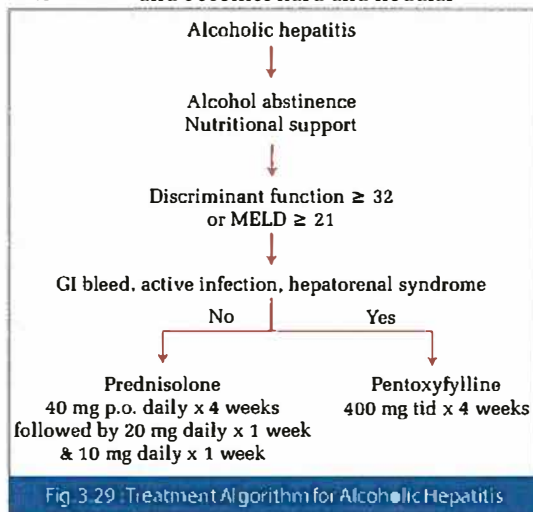 Alcoholic hepatitis
Alcohol abstinence
Nutritional support
Discriminant function ≥ 32
or MELD ≥ 21
GI bleed, active infection, hepatorenal syndrome
No Yes
Prednisolone
40 mg p.o. daily x 4 weeks
followed by 20 mg daily x 1 week
& 10 mg daily x 1 week
Pentoxyfylline
400 mg tid x 4 weeks
Fig. 3.29 : Treatment Algorithm for Alcoholic Hepatitis